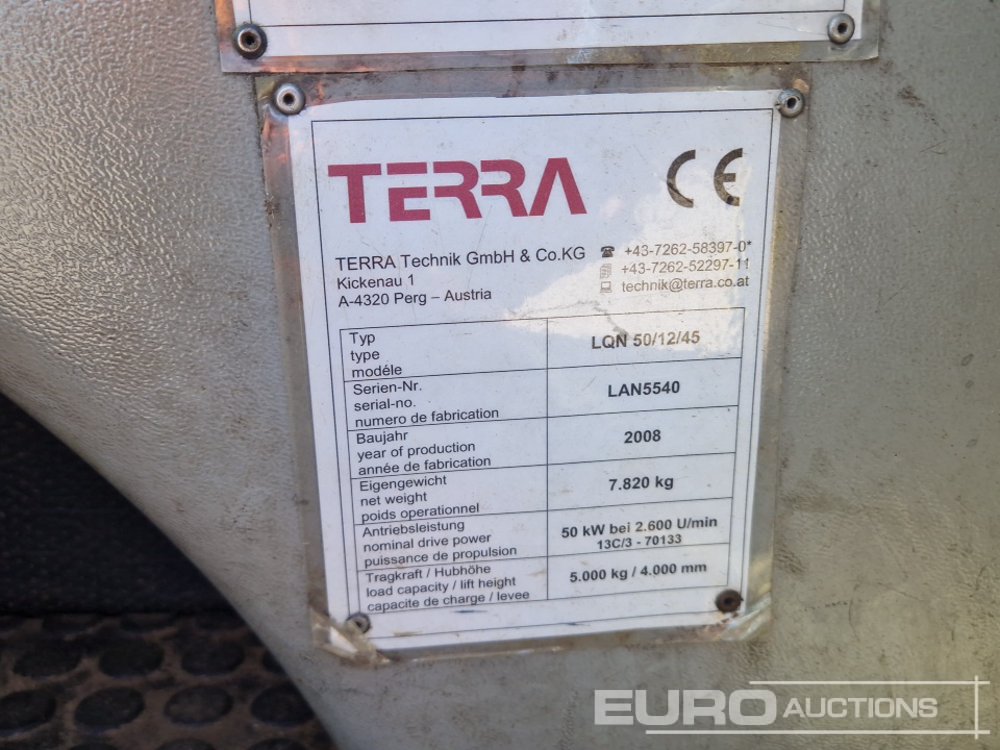 TERRA
CE
TERRA Technik GmbH & Co.KG
Kickenau 1
A-4320 Perg – Austria
☎ +43-7262-58397-0*
+43-7262-52297-11
technik@terra.co.at
Typ
type
modéle
LQN 50/12/45
Serien-Nr.
serial-no.
numero de fabrication
LAN5540
Baujahr
year of production
année de fabrication
2008
Eigengewicht
net weight
poids operationnel
7.820 kg
Antriebsleistung
nominal drive power
puissance de propulsion
50 kW bei 2.600 U/min
13C/3 - 70133
Tragkraft / Hubhöhe
load capacity / lift height
capacite de charge / levee
5.000 kg / 4.000 mm
EURO AUCTIONS